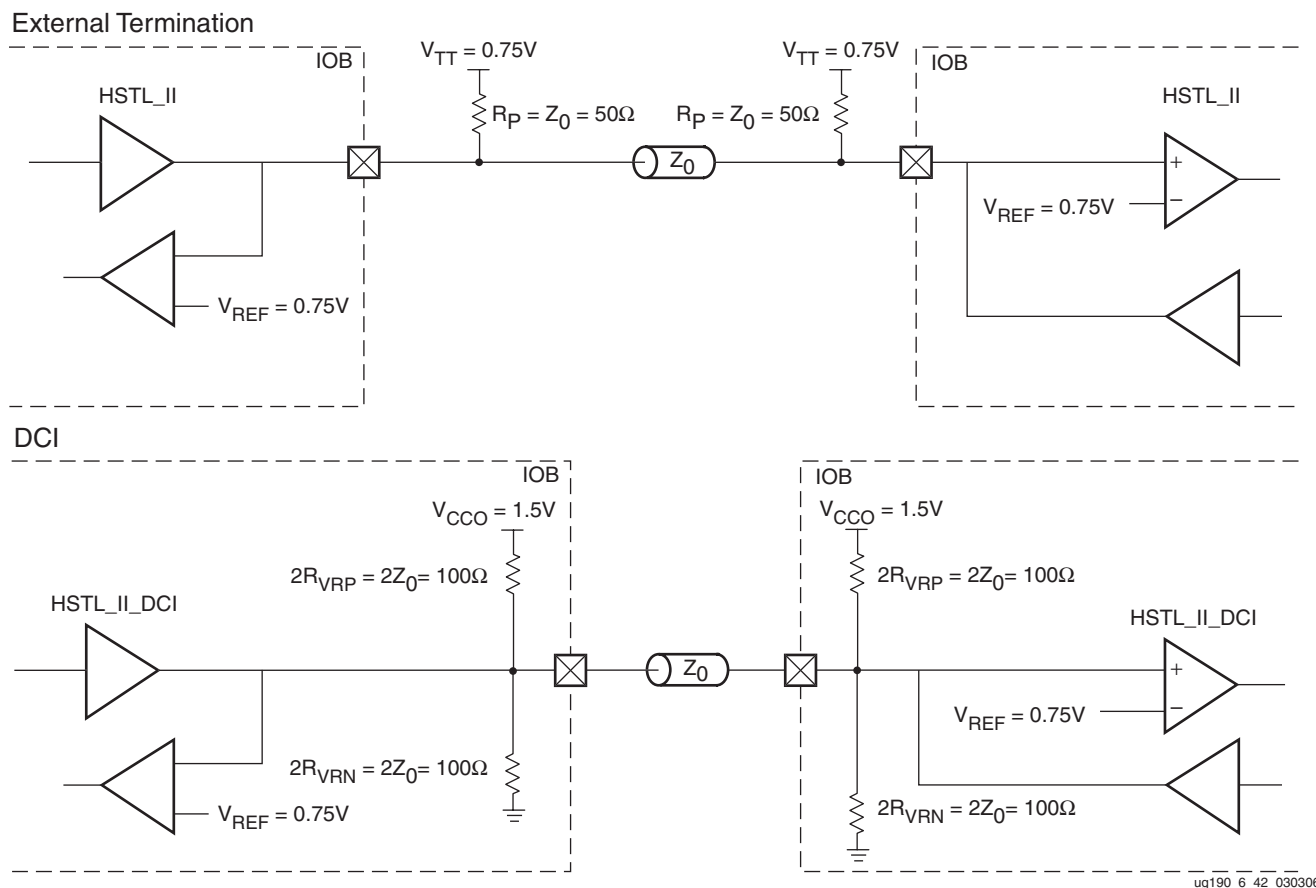 External Termination
IOB
V_TT = 0.75V
V_TT = 0.75V
IOB
HSTL_II
R_P = Z_0 = 50Ω
R_P = Z_0 = 50Ω
HSTL_II
Z_0
+
V_REF = 0.75V
−
V_REF = 0.75V
DCI
IOB
IOB
V_CCO = 1.5V
V_CCO = 1.5V
2R_VRP = 2Z_0= 100Ω
2R_VRP = 2Z_0= 100Ω
HSTL_II_DCI
HSTL_II_DCI
Z_0
+
V_REF = 0.75V
−
2R_VRN = 2Z_0= 100Ω
V_REF = 0.75V
2R_VRN = 2Z_0= 100Ω
ug190_6_42_030306